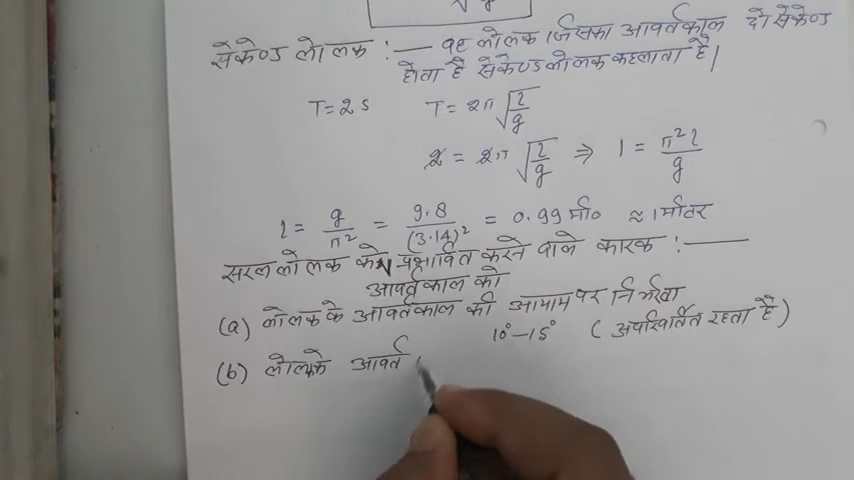 √g
सेकेण्ड लोलक :— वह लोलक जिसका आवर्तकाल दो सेकेण्ड
होता है सेकेण्ड लोलक कहलाता है।
T=2s T=2π√l/g
2 = 2π √l/g ⇒ 1 = π²l/g
l = g/π² = 9.8/(3.14)² = 0.99 मी० ≈ 1 मीटर
सरल लोलक के प्रभावित करने वाले कारक :—
आवर्तकाल को
(a) लोलक के आवर्तकाल की आयाम पर निर्भरता
10°–15° (अपरिवर्तित रहता है)
(b) लोलक के आवर्त